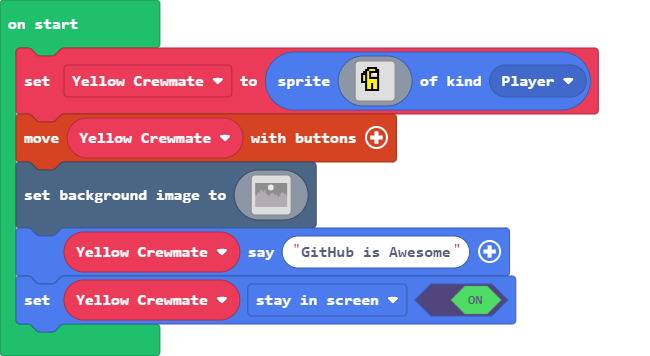 on start
set Yellow Crewmate to sprite of kind Player
move Yellow Crewmate with buttons
set background image to
Yellow Crewmate say "GitHub is Awesome"
set Yellow Crewmate stay in screen ON